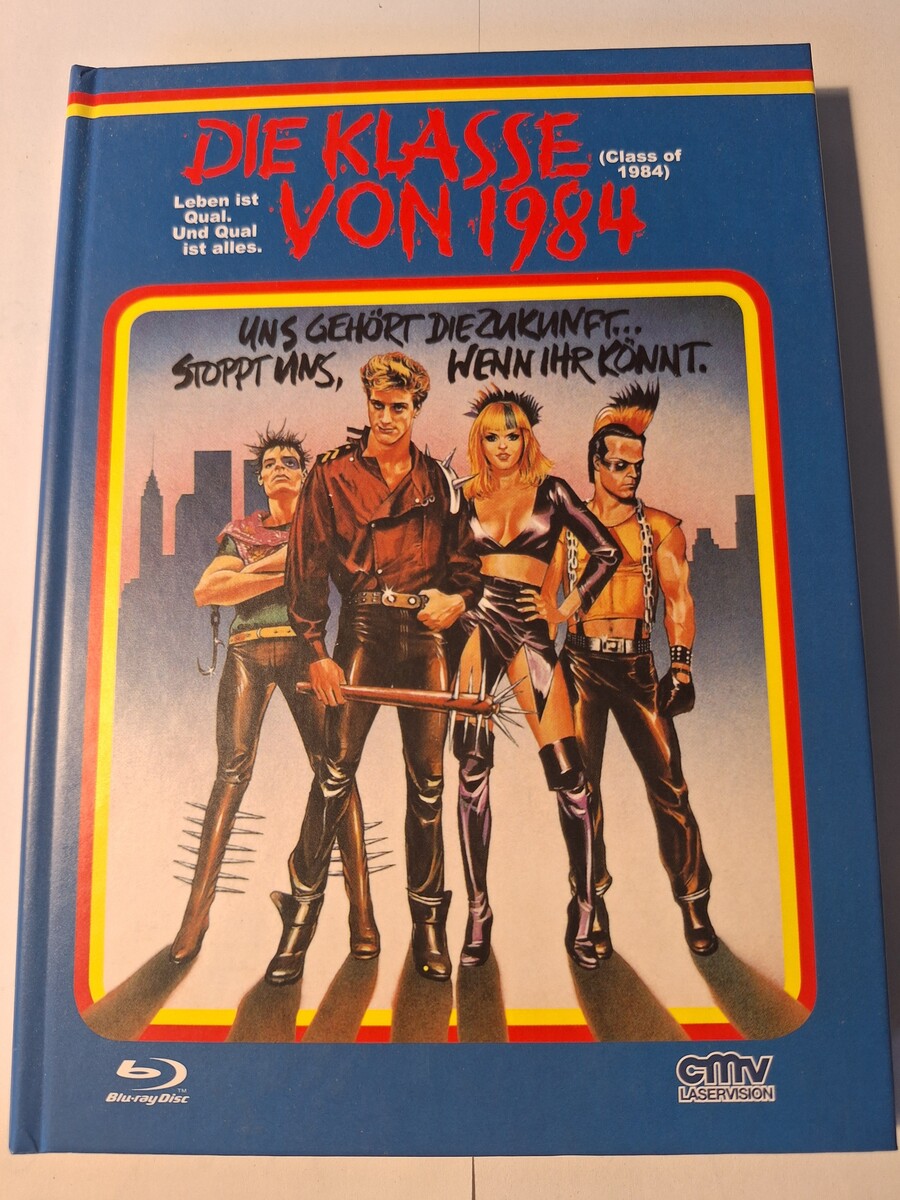 DIE KLASSE
(Class of
1984)
VON 1984
Leben ist
Qual.
Und Qual
ist alles.
UNS GEHÖRT DIE ZUKUNFT...
STOPPT UNS, WENN IHR KÖNNT.
Blu-ray Disc
TM
cmv
LASERVISION